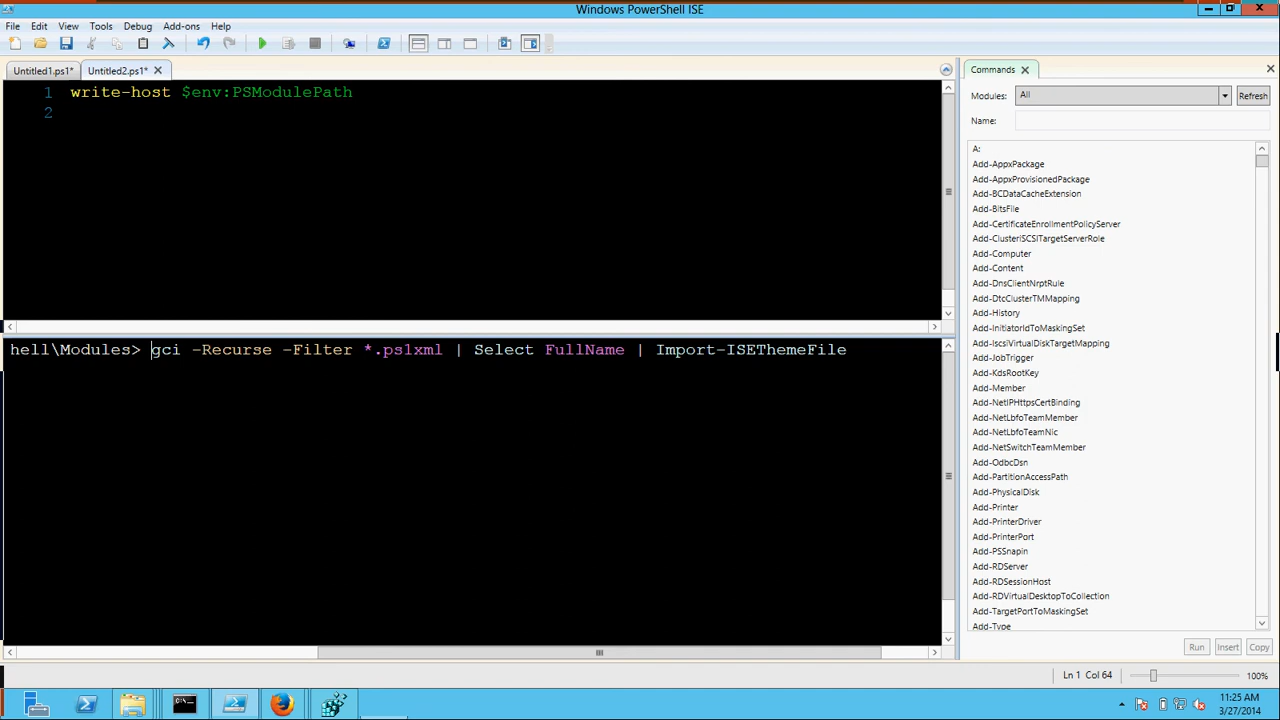 Windows PowerShell ISE
File Edit View Tools Debug Add-ons Help
Untitled1.ps1* Untitled2.ps1*
1 write-host $env:PSModulePath
2
hell\Modules> gci -Recurse -Filter *.ps1xml | Select FullName | Import-ISEThemeFile
Commands
Modules: All Refresh
Name:
A:
Add-AppxPackage
Add-AppxProvisionedPackage
Add-BCDataCacheExtension
Add-BitsFile
Add-CertificateEnrollmentPolicyServer
Add-ClusteriSCSITargetServerRole
Add-Computer
Add-Content
Add-DnsClientNrptRule
Add-DtcClusterTMMapping
Add-History
Add-InitiatorIdToMaskingSet
Add-IscsiVirtualDiskTargetMapping
Add-JobTrigger
Add-KdsRootKey
Add-Member
Add-NetIPHttpsCertBinding
Add-NetLbfoTeamMember
Add-NetLbfoTeamNic
Add-NetSwitchTeamMember
Add-OdbcDsn
Add-PartitionAccessPath
Add-PhysicalDisk
Add-Printer
Add-PrinterDriver
Add-PrinterPort
Add-PSSnapin
Add-RDServer
Add-RDSessionHost
Add-RDVirtualDesktopToCollection
Add-TargetPortToMaskingSet
Add-Type
Run Insert Copy
Ln 1 Col 64 100%
11:25 AM
3/27/2014